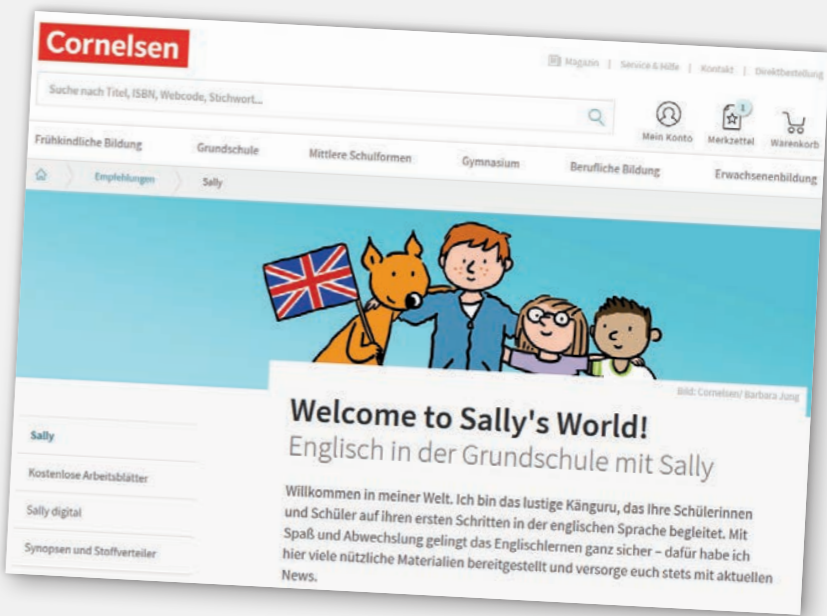 Cornelsen
Magazin | Service & Hilfe | Kontakt | Direktbestellung
Suche nach Titel, ISBN, Webcode, Stichwort...
1
Mein Konto Merkzettel Warenkorb
Frühkindliche Bildung Grundschule Mittlere Schulformen Gymnasium Berufliche Bildung Erwachsenenbildung
Empfehlungen Sally
Bild: Cornelsen/ Barbara Jung
Welcome to Sally's World!
Englisch in der Grundschule mit Sally
Willkommen in meiner Welt. Ich bin das lustige Känguru, das Ihre Schülerinnen
und Schüler auf ihren ersten Schritten in der englischen Sprache begleitet. Mit
Spaß und Abwechslung gelingt das Englischlernen ganz sicher – dafür habe ich
hier viele nützliche Materialien bereitgestellt und versorge euch stets mit aktuellen
News.
Sally
Kostenlose Arbeitsblätter
Sally digital
Synopsen und Stoffverteiler